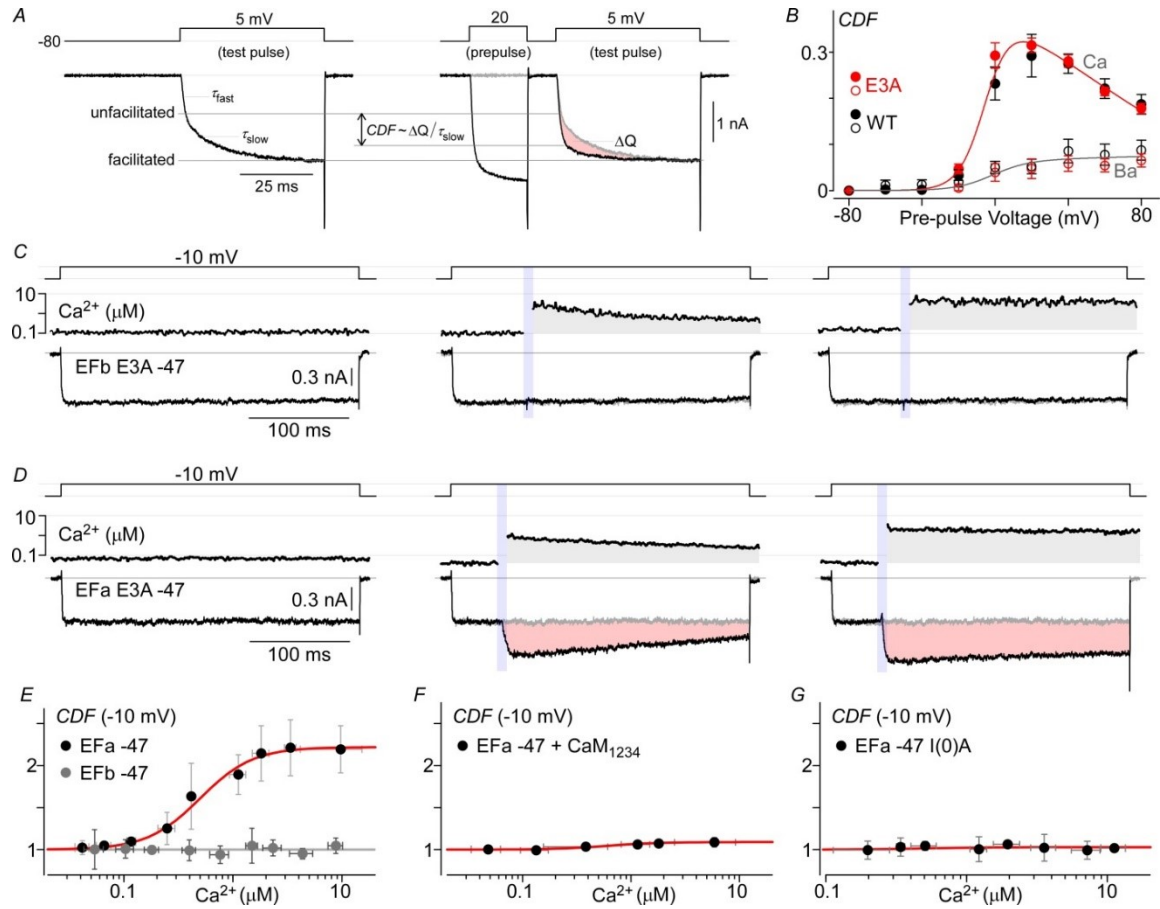 A
5 mV
20
5 mV
-80
(test pulse)
(prepulse)
(test pulse)
τfast
unfacilitated
τslow
CDF~ΔQ/τslow
ΔQ
1 nA
facilitated
25 ms
B
CDF
0.3
Ca
E3A
WT
Ba
0
-80
Pre-pulse Voltage (mV)
80
C
-10 mV
10
Ca2+ (μM)
0.1
EFb E3A -47
0.3 nA
100 ms
D
-10 mV
10
Ca2+ (μM)
0.1
EFa E3A -47
0.3 nA
100 ms
E
CDF (-10 mV)
EFa -47
EFb -47
2
1
0.1
Ca2+ (μM)
10
F
CDF (-10 mV)
EFa -47 + CaM1234
2
1
0.1
Ca2+ (μM)
10
G
CDF (-10 mV)
EFa -47 I(0)A
2
1
0.1
Ca2+ (μM)
10